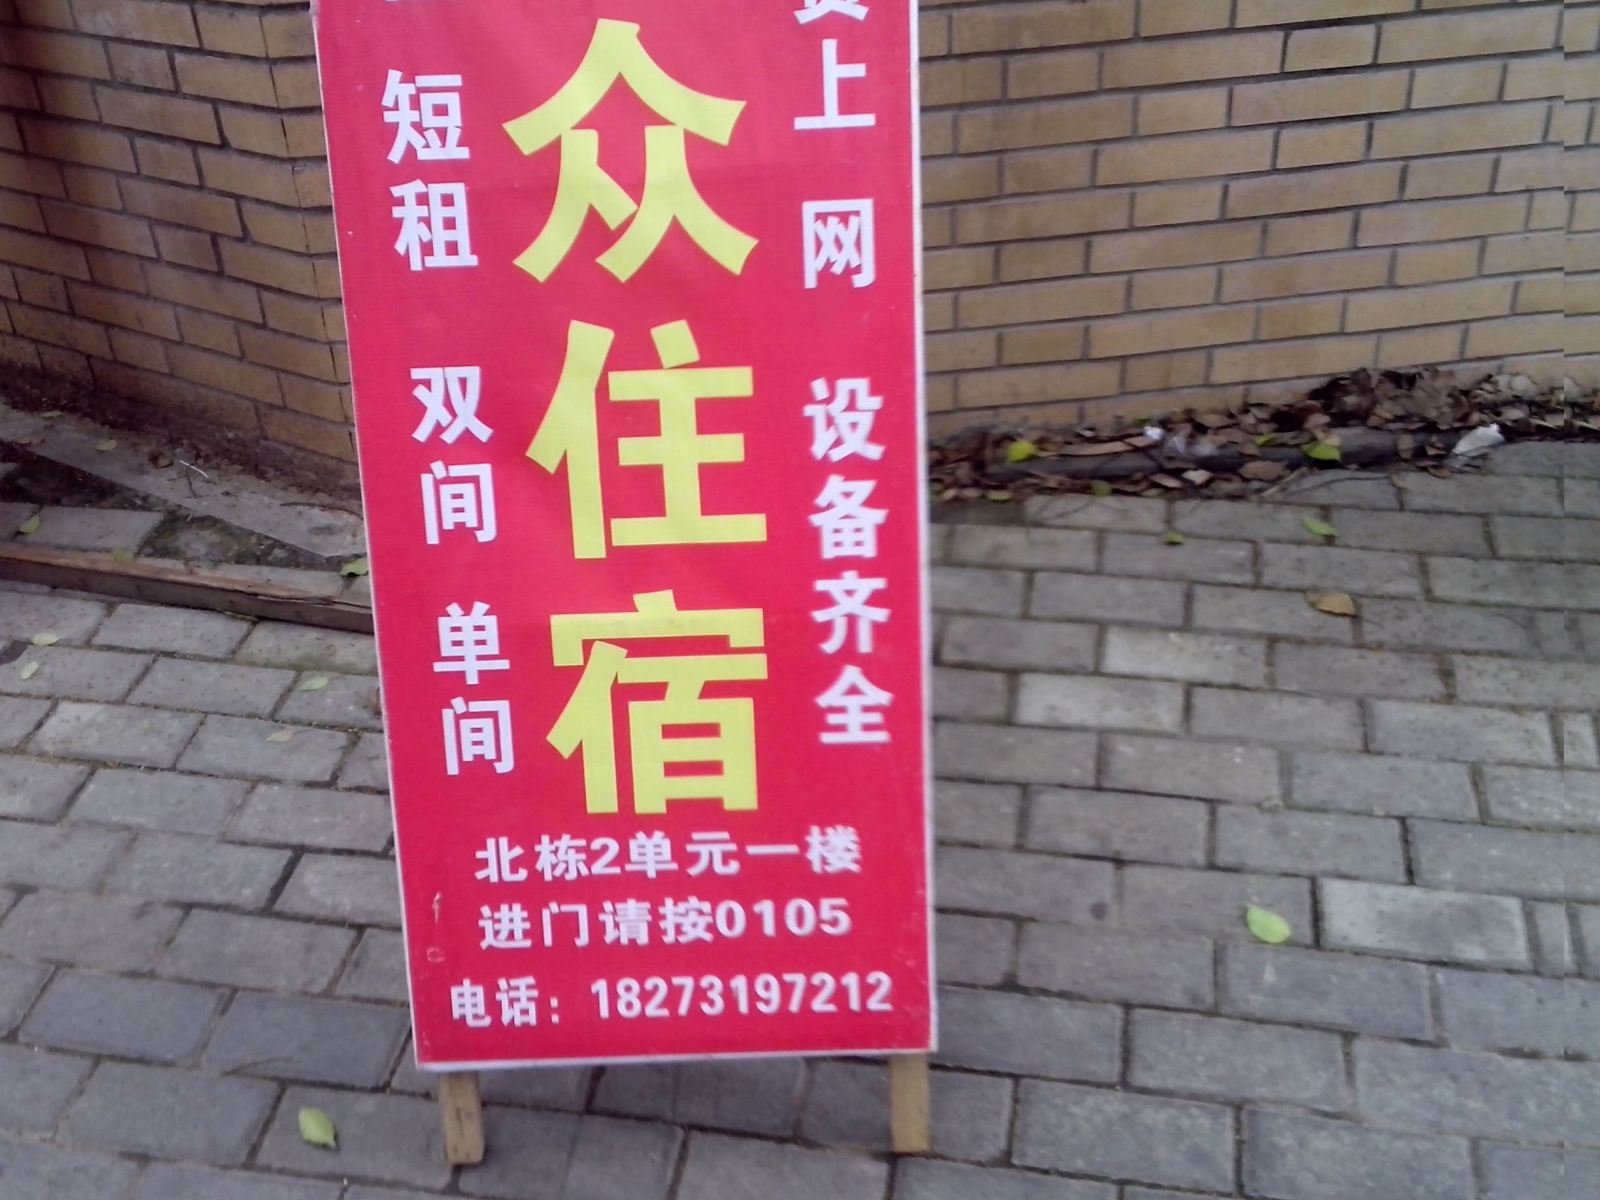 短租 双间 单间
众住宿
上网 设备齐全
北栋2单元一楼
进门请按0105
电话：18273197212